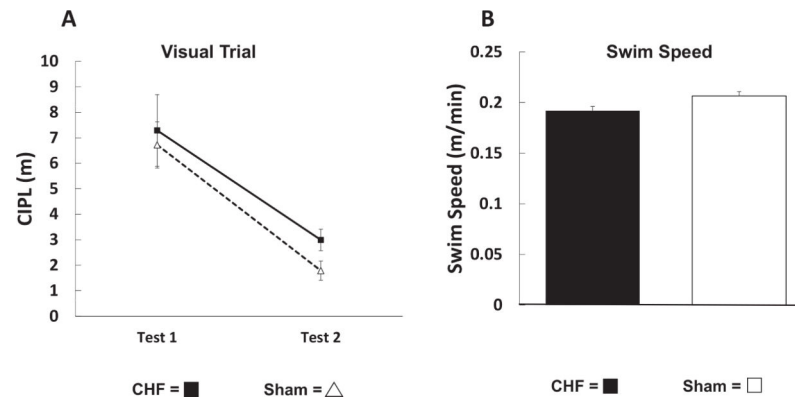 A
Visual Trial
10
9
8
7
6
5
4
3
2
1
0
CIPL (m)
Test 1 Test 2
CHF = Sham =
B
Swim Speed
0.25
0.2
0.15
0.1
0.05
0
Swim Speed (m/min)
CHF = Sham =